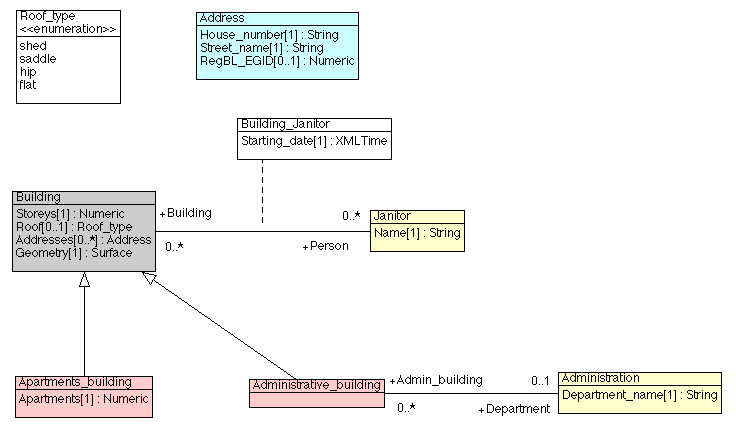 Roof_type
<<enumeration>>
shed
saddle
hip
flat
Address
House_number[1] : String
Street_name[1] : String
RegBL_EGID[0..1] : Numeric
Building_Janitor
Starting_date[1] : XMLTime
Building
Storeys[1] : Numeric
Roof[0..1] : Roof_type
Addresses[0..*] : Address
Geometry[1] : Surface
+Building
0..*
0..*
+Person
Janitor
Name[1] : String
Apartments_building
Apartments[1] : Numeric
Administrative_building
+Admin_building
0..1
0..*
+Department
Administration
Department_name[1] : String